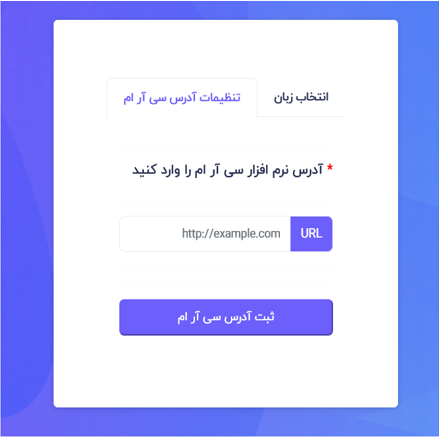 انتخاب زبان
تنظیمات آدرس سی آر ام
* آدرس نرم افزار سی آر ام را وارد کنید
URL
http://example.com
ثبت آدرس سی آر ام